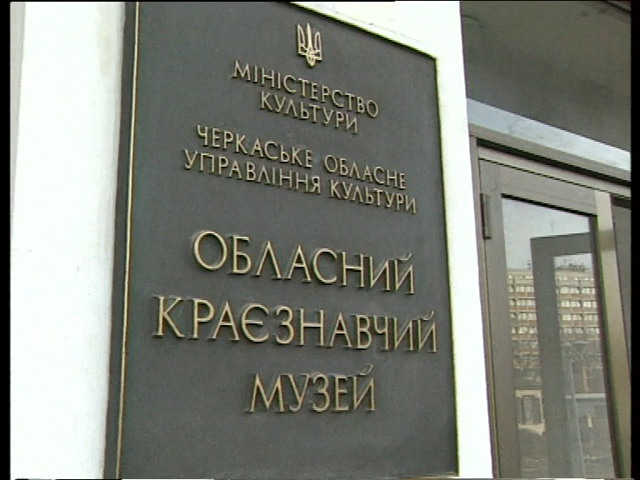 МІНІСТЕРСТВО
КУЛЬТУРИ
ЧЕРКАСЬКЕ ОБЛАСНЕ
УПРАВЛІННЯ КУЛЬТУРИ
ОБЛАСНИЙ
КРАЄЗНАВЧИЙ
МУЗЕЙ